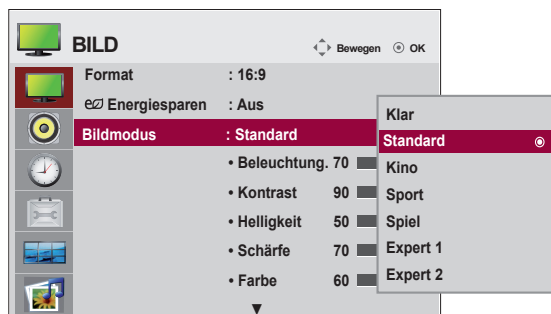 BILD
Bewegen OK
Format : 16:9
Energiesparen : Aus
Bildmodus : Standard
• Beleuchtung. 70
• Kontrast 90
• Helligkeit 50
• Schärfe 70
• Farbe 60
▼
Klar
Standard
Kino
Sport
Spiel
Expert 1
Expert 2